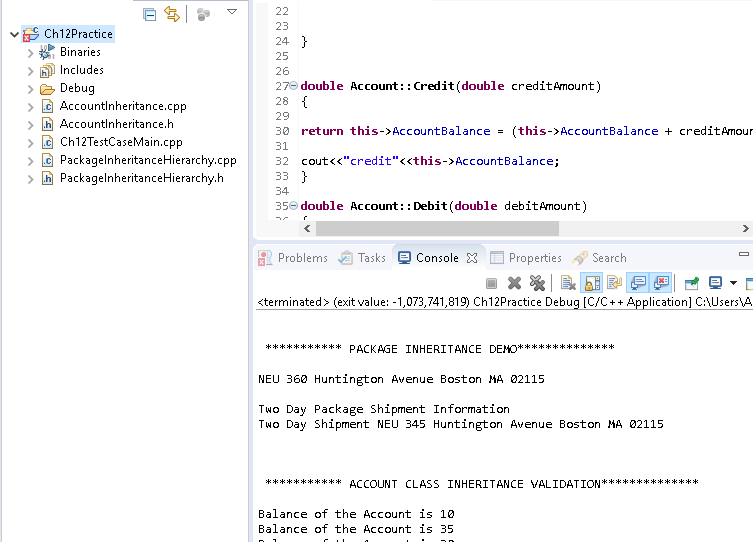 Ch12Practice
Binaries
Includes
Debug
AccountInheritance.cpp
AccountInheritance.h
Ch12TestCaseMain.cpp
PackageInheritanceHierarchy.cpp
PackageInheritanceHierarchy.h
22
23
24 }
25
26
27 double Account::Credit(double creditAmount)
28 {
29
30 return this->AccountBalance = (this->AccountBalance + creditAmou
31
32 cout<<"credit"<<this->AccountBalance;
33 }
34
35 double Account::Debit(double debitAmount)
Problems Tasks Console Properties Search
<terminated> (exit value: -1,073,741,819) Ch12Practice Debug [C/C++ Application] C:\Users\A
*********** PACKAGE INHERITANCE DEMO**************
NEU 360 Huntington Avenue Boston MA 02115
Two Day Package Shipment Information
Two Day Shipment NEU 345 Huntington Avenue Boston MA 02115
*********** ACCOUNT CLASS INHERITANCE VALIDATION**************
Balance of the Account is 10
Balance of the Account is 35